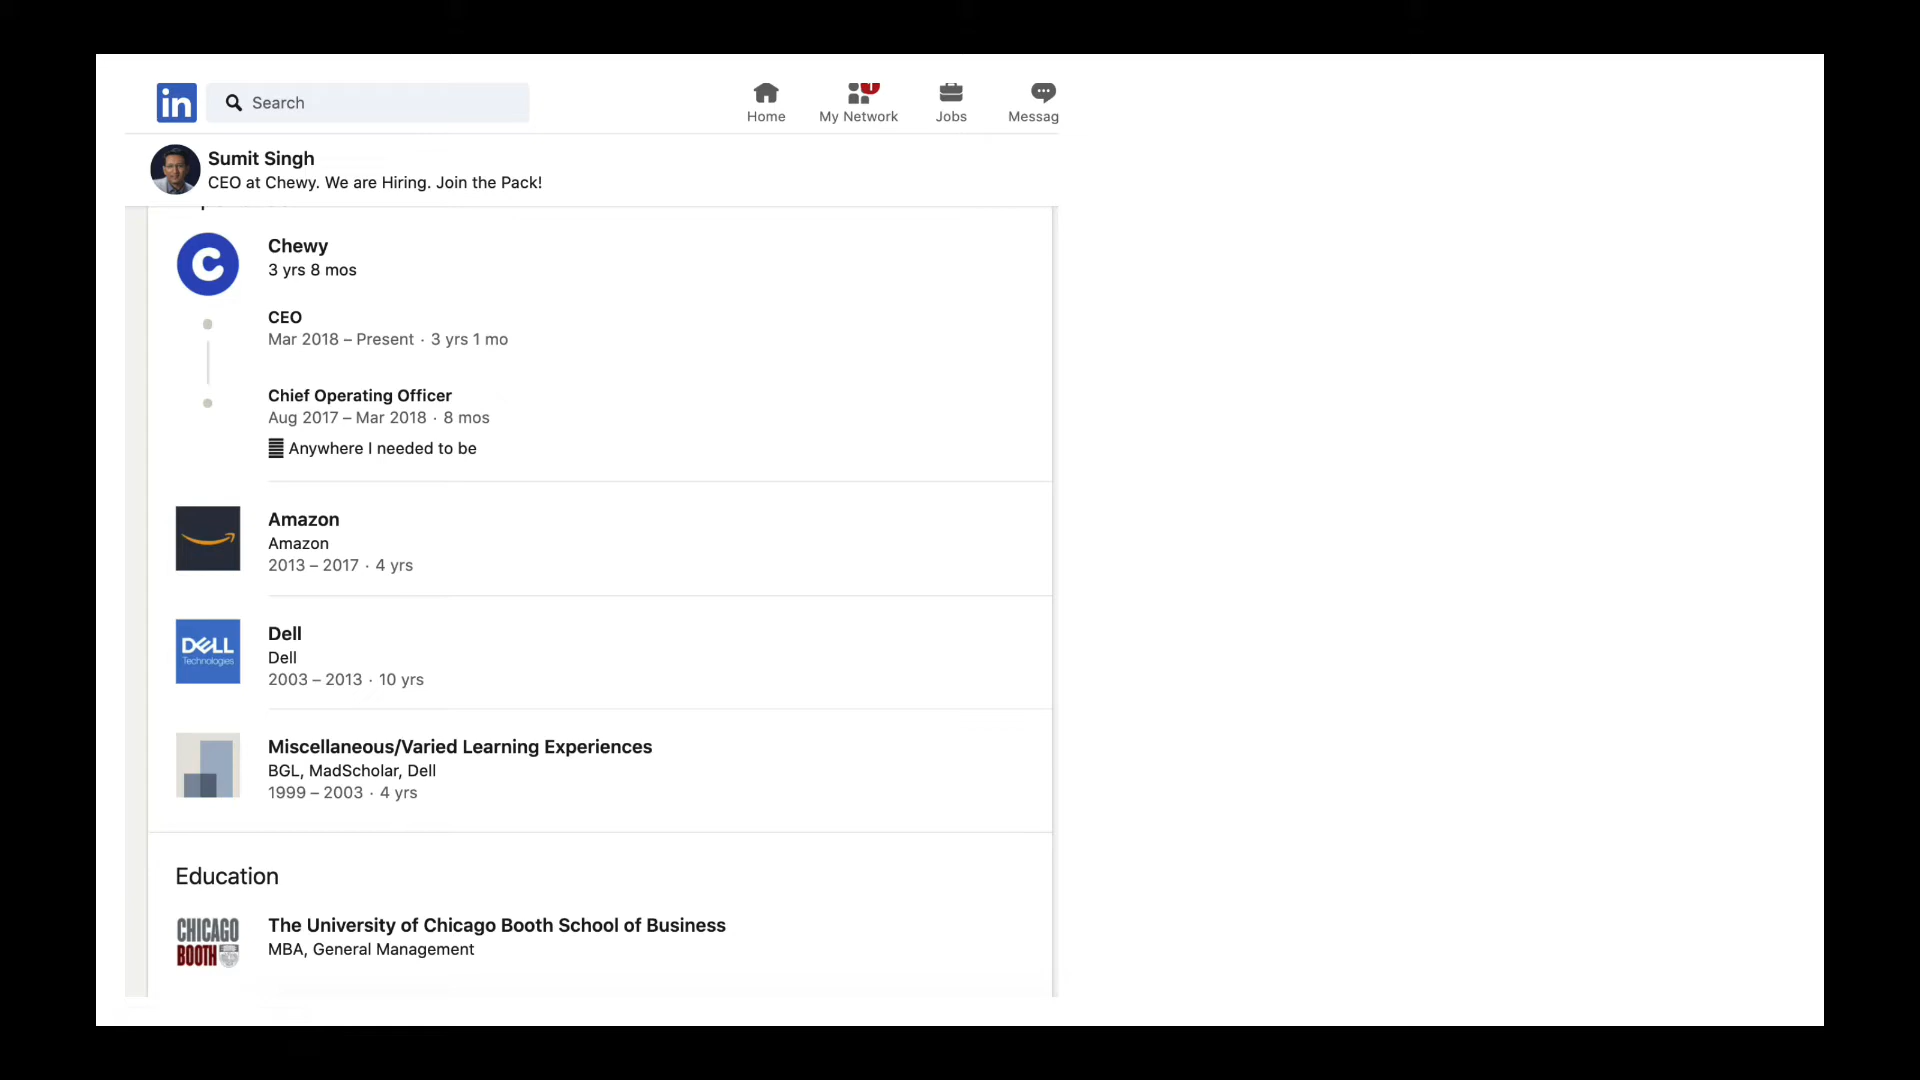 in
Search
Home
My Network
Jobs
Messag
Sumit Singh
CEO at Chewy. We are Hiring. Join the Pack!
C
Chewy
3 yrs 8 mos
CEO
Mar 2018 – Present · 3 yrs 1 mo
Chief Operating Officer
Aug 2017 – Mar 2018 · 8 mos
Anywhere I needed to be
Amazon
Amazon
2013 – 2017 · 4 yrs
DELL
Technologies
Dell
Dell
2003 – 2013 · 10 yrs
Miscellaneous/Varied Learning Experiences
BGL, MadScholar, Dell
1999 – 2003 · 4 yrs
Education
CHICAGO
BOOTH
The University of Chicago Booth School of Business
MBA, General Management